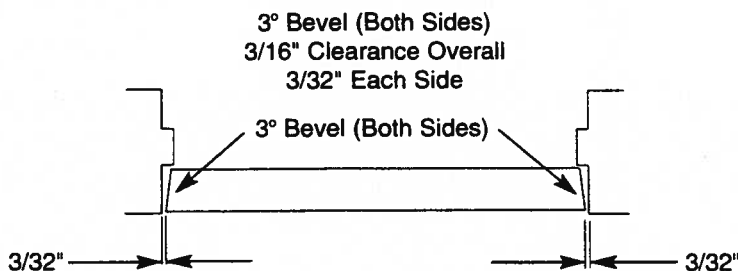 3° Bevel (Both Sides)
3/16" Clearance Overall
3/32" Each Side
3° Bevel (Both Sides)
3/32"
3/32"